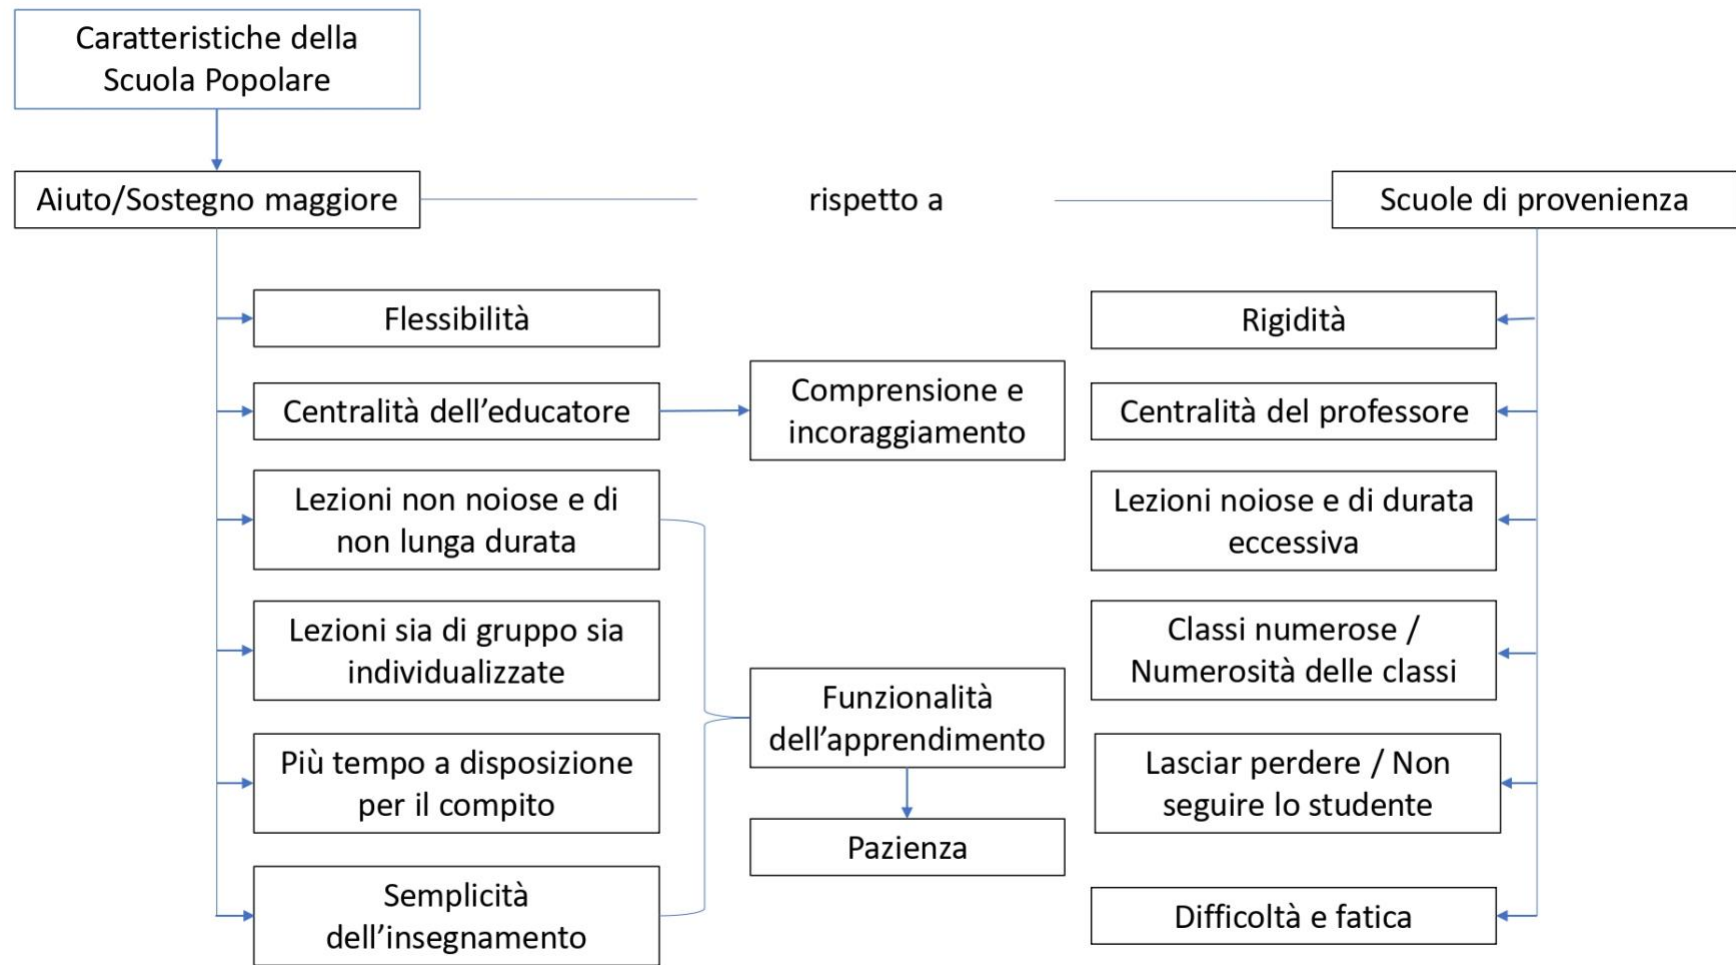 Caratteristiche della
Scuola Popolare
Aiuto/Sostegno maggiore
rispetto a
Scuole di provenienza
Flessibilità
Rigidità
Centralità dell’educatore
Comprensione e
incoraggiamento
Centralità del professore
Lezioni non noiose e di
non lunga durata
Lezioni noiose e di durata
eccessiva
Lezioni sia di gruppo sia
individualizzate
Classi numerose /
Numerosità delle classi
Funzionalità
dell’apprendimento
Più tempo a disposizione
per il compito
Lasciar perdere / Non
seguire lo studente
Pazienza
Semplicità
dell’insegnamento
Difficoltà e fatica